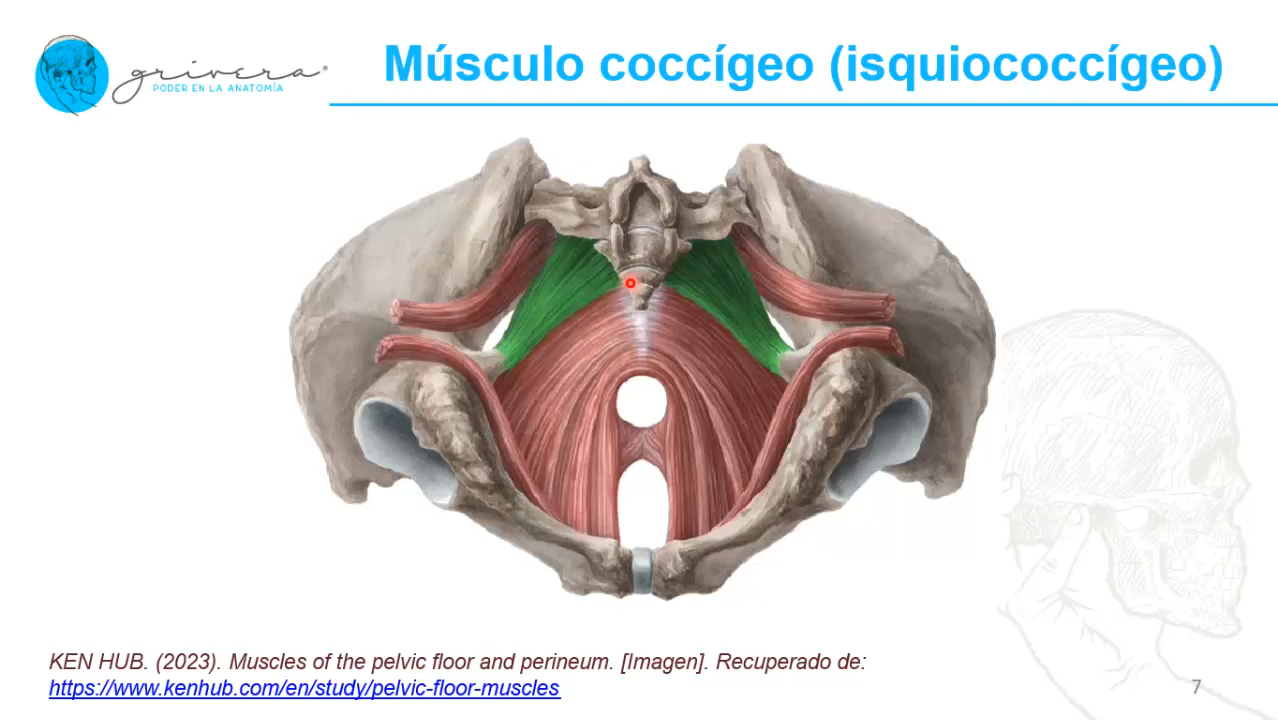 grivera®
PODER EN LA ANATOMÍA
Músculo coccígeo (isquiococcígeo)
KEN HUB. (2023). Muscles of the pelvic floor and perineum. [Imagen]. Recuperado de:
https://www.kenhub.com/en/study/pelvic-floor-muscles
7